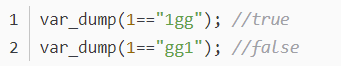 1 var_dump(1=="1gg"); //true
2 var_dump(1=="gg1"); //false